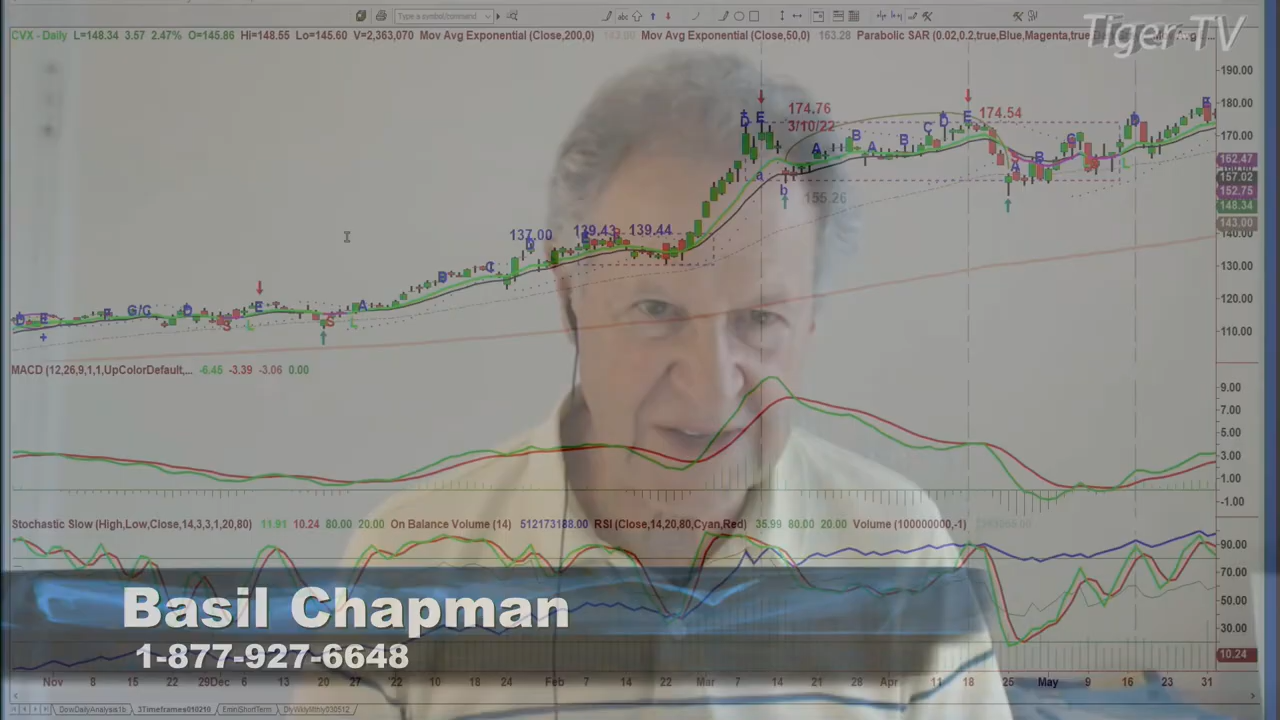 Type a symbol/command
Tiger-TV
CVX - Daily L=148.34 3.57 2.47% O=145.86 Hi=148.55 Lo=145.60 V=2,363,070 Mov Avg Exponential (Close,200,0) 143.00 Mov Avg Exponential (Close,50,0) 163.28 Parabolic SAR (0.02,0.2,true,Blue,Magenta,true,
190.00
180.00
170.00
162.47
157.02
152.75
148.34
143.00
140.00
130.00
120.00
110.00
174.76
3/10/22
174.54
155.26
137.00 139.43 139.44
D E F G/C D S L E S L A B C D
D E a b A B A B C D E S A B G L D
MACD (12,26,9,1,1,UpColorDefault,... -6.45 -3.39 -3.06 0.00
9.00
7.00
5.00
3.00
1.00
-1.00
Stochastic Slow (High,Low,Close,14,3,3,1,20,80) 11.91 10.24 80.00 20.00 On Balance Volume (14) 512173188.00 RSI (Close,14,20,80,Cyan,Red) 35.99 80.00 20.00 Volume (100000000,-1)
90.00
70.00
50.00
30.00
10.24
Basil Chapman
1-877-927-6648
Nov 8 15 22 29 Dec 6 13 20 27 '22 10 18 24 Feb 7 14 22 Mar 7 14 21 28 Apr 11 18 25 May 9 16 23 31
DowDailyAnalysis1b 3Timeframes010210 EminiShortTerm DlyWklyMthly030512